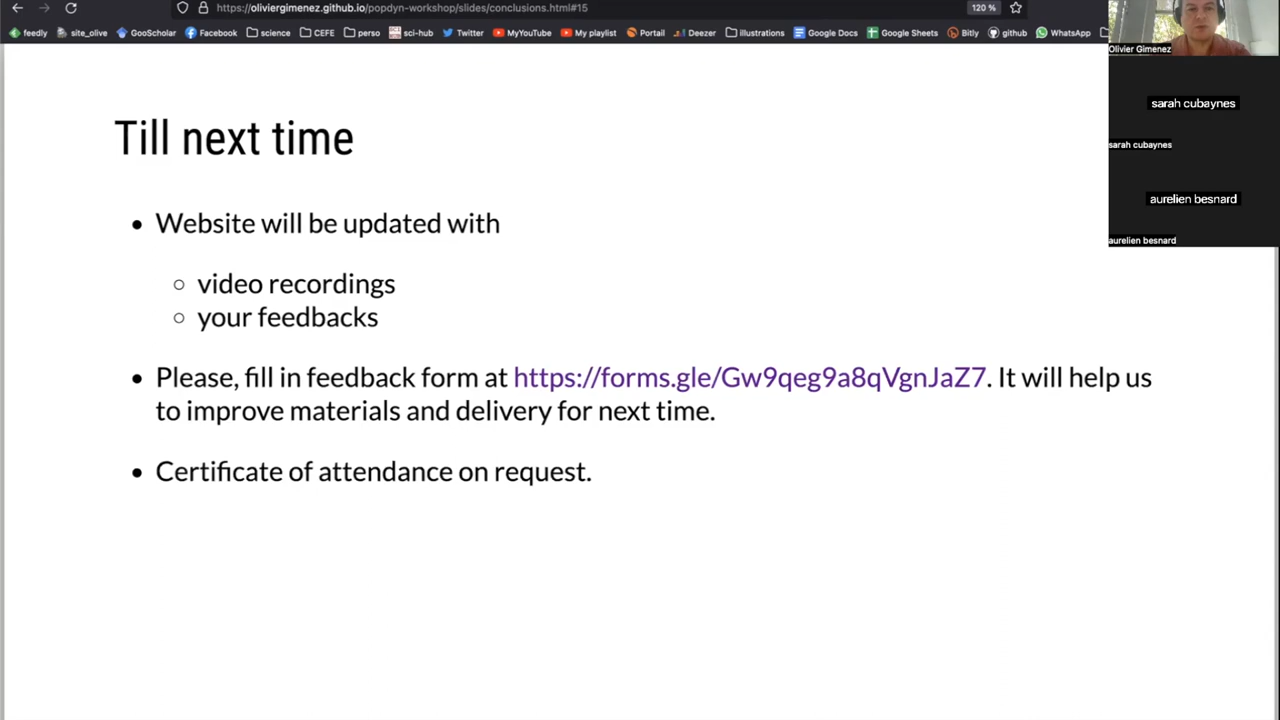 https://oliviergimenez.github.io/popdyn-workshop/slides/conclusions.html#15
120 %
feedly
site_olive
GooScholar
Facebook
science
CEFE
perso
sci-hub
Twitter
MyYouTube
My playlist
Portail
Deezer
illustrations
Google Docs
Google Sheets
Bitly
github
WhatsApp
Olivier Gimenez
sarah cubaynes
sarah cubaynes
aurelien besnard
aurelien besnard
Till next time
Website will be updated with
video recordings
your feedbacks
Please, fill in feedback form at https://forms.gle/Gw9qeg9a8qVgnJaZ7. It will help us
to improve materials and delivery for next time.
Certificate of attendance on request.